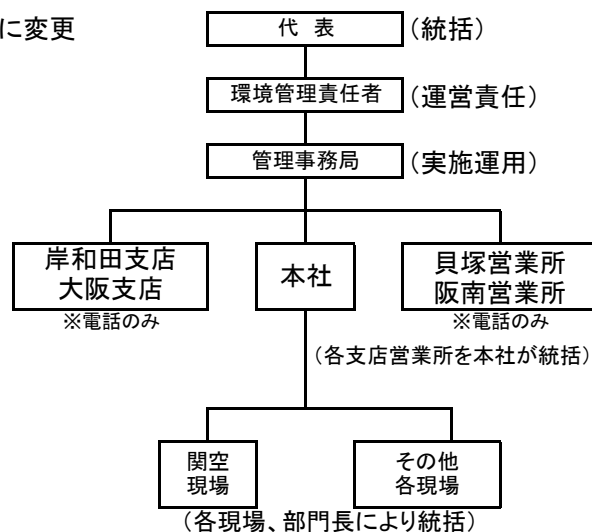 に変更
代 表 (統括)
環境管理責任者 (運営責任)
管理事務局 (実施運用)
岸和田支店
大阪支店
※電話のみ
本社
貝塚営業所
阪南営業所
※電話のみ
(各支店営業所を本社が統括)
関空
現場
その他
各現場
(各現場、部門長により統括)